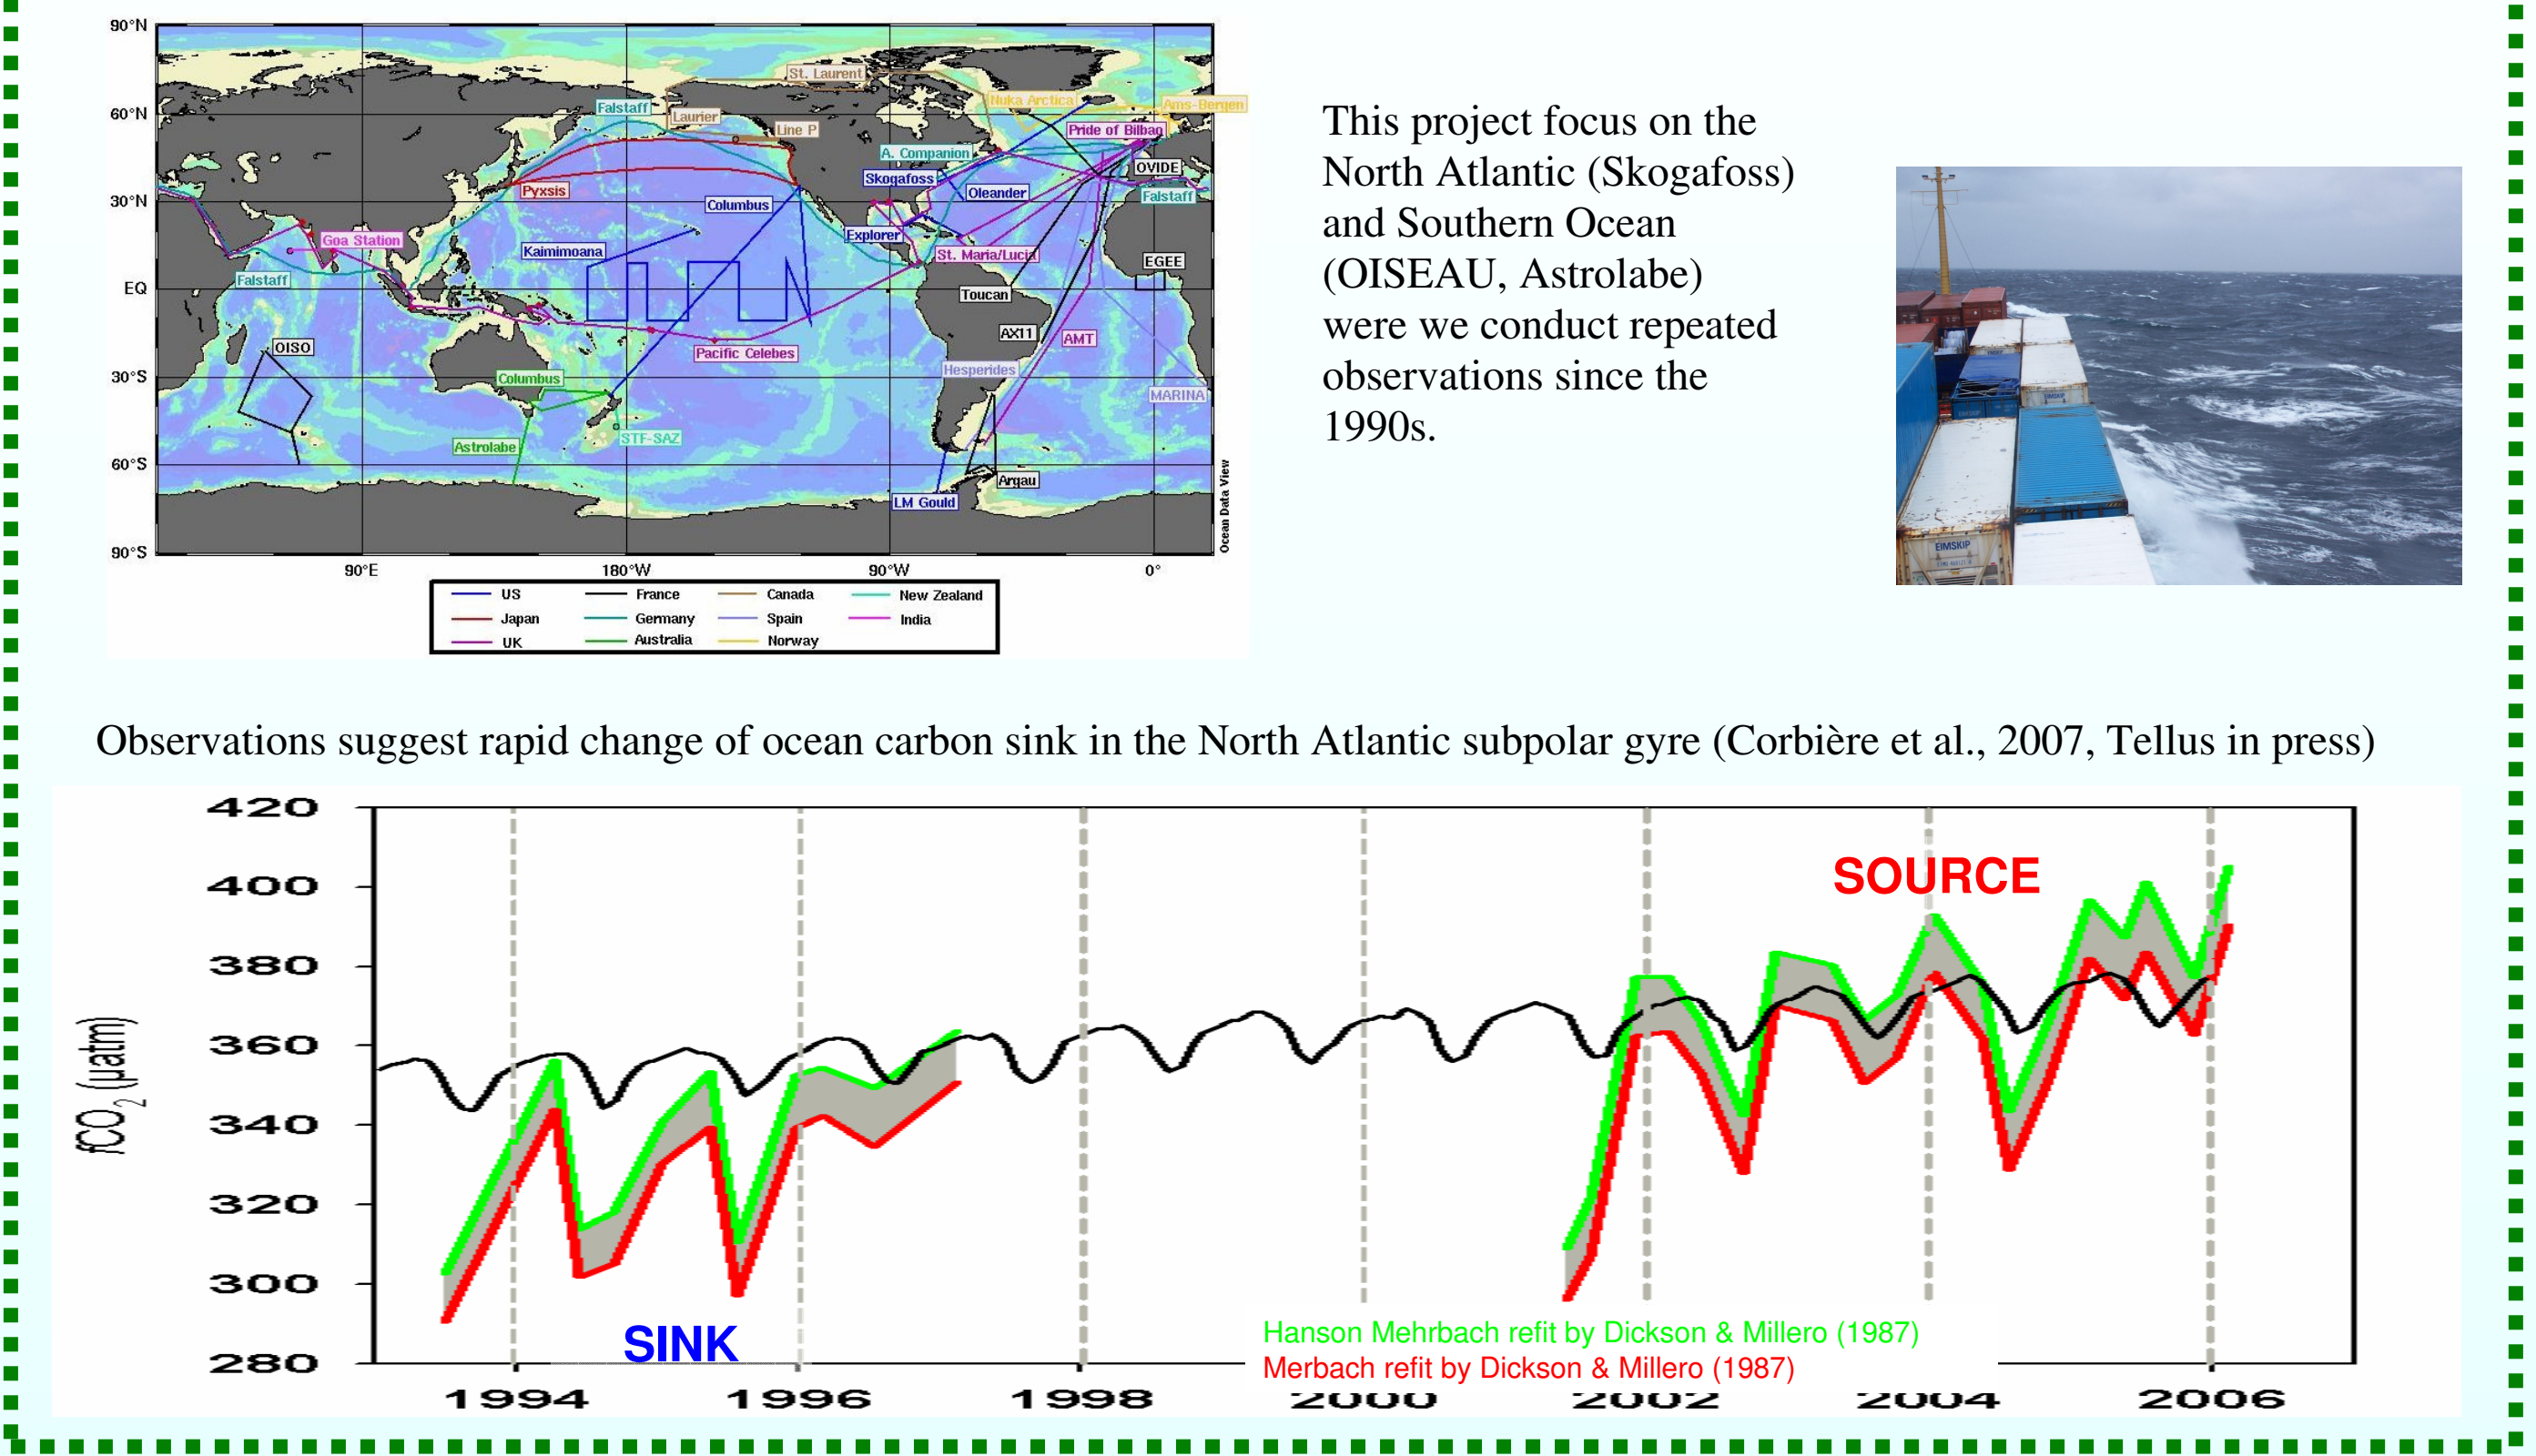 90°N
60°N
30°N
EQ
30°S
60°S
90°S
90°E
180°W
90°W
0°
St. Laurent
Nuka Arctica
Ams-Bergen
Falstaff
Laurier
Line P
Pride of Bilbao
A. Companion
OVIDE
Skogafoss
Oleander
Falstaff
Pyxsis
Columbus
Goa Station
Kaimimoana
Explorer
St. Maria/Lucia
EGEE
Falstaff
Toucan
OISO
AX11
AMT
Pacific Celebes
Hesperides
Columbus
MARINA
Astrolabe
STF-SAZ
Argau
LM Gould
Ocean Data View
US France Canada New Zealand
Japan Germany Spain India
UK Australia Norway
This project focus on the
North Atlantic (Skogafoss)
and Southern Ocean
(OISEAU, Astrolabe)
were we conduct repeated
observations since the
1990s.
EIMSKIP
EIMSKIP
EIMSKIP
Observations suggest rapid change of ocean carbon sink in the North Atlantic subpolar gyre (Corbière et al., 2007, Tellus in press)
420
400
380
360
340
320
300
280
fCO2 (µatm)
SOURCE
SINK
Hanson Mehrbach refit by Dickson & Millero (1987)
Merbach refit by Dickson & Millero (1987)
1994 1996 1998 2000 2002 2004 2006